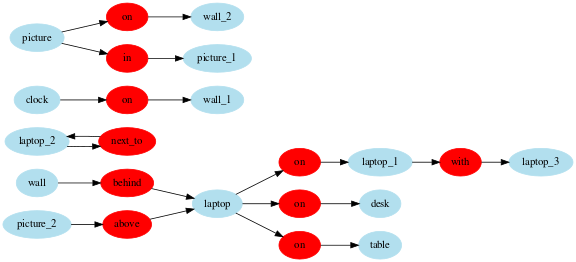 picture on wall_2
in picture_1
clock on wall_1
laptop_2 next_to
wall behind laptop on laptop_1 with laptop_3
on desk
picture_2 above on table